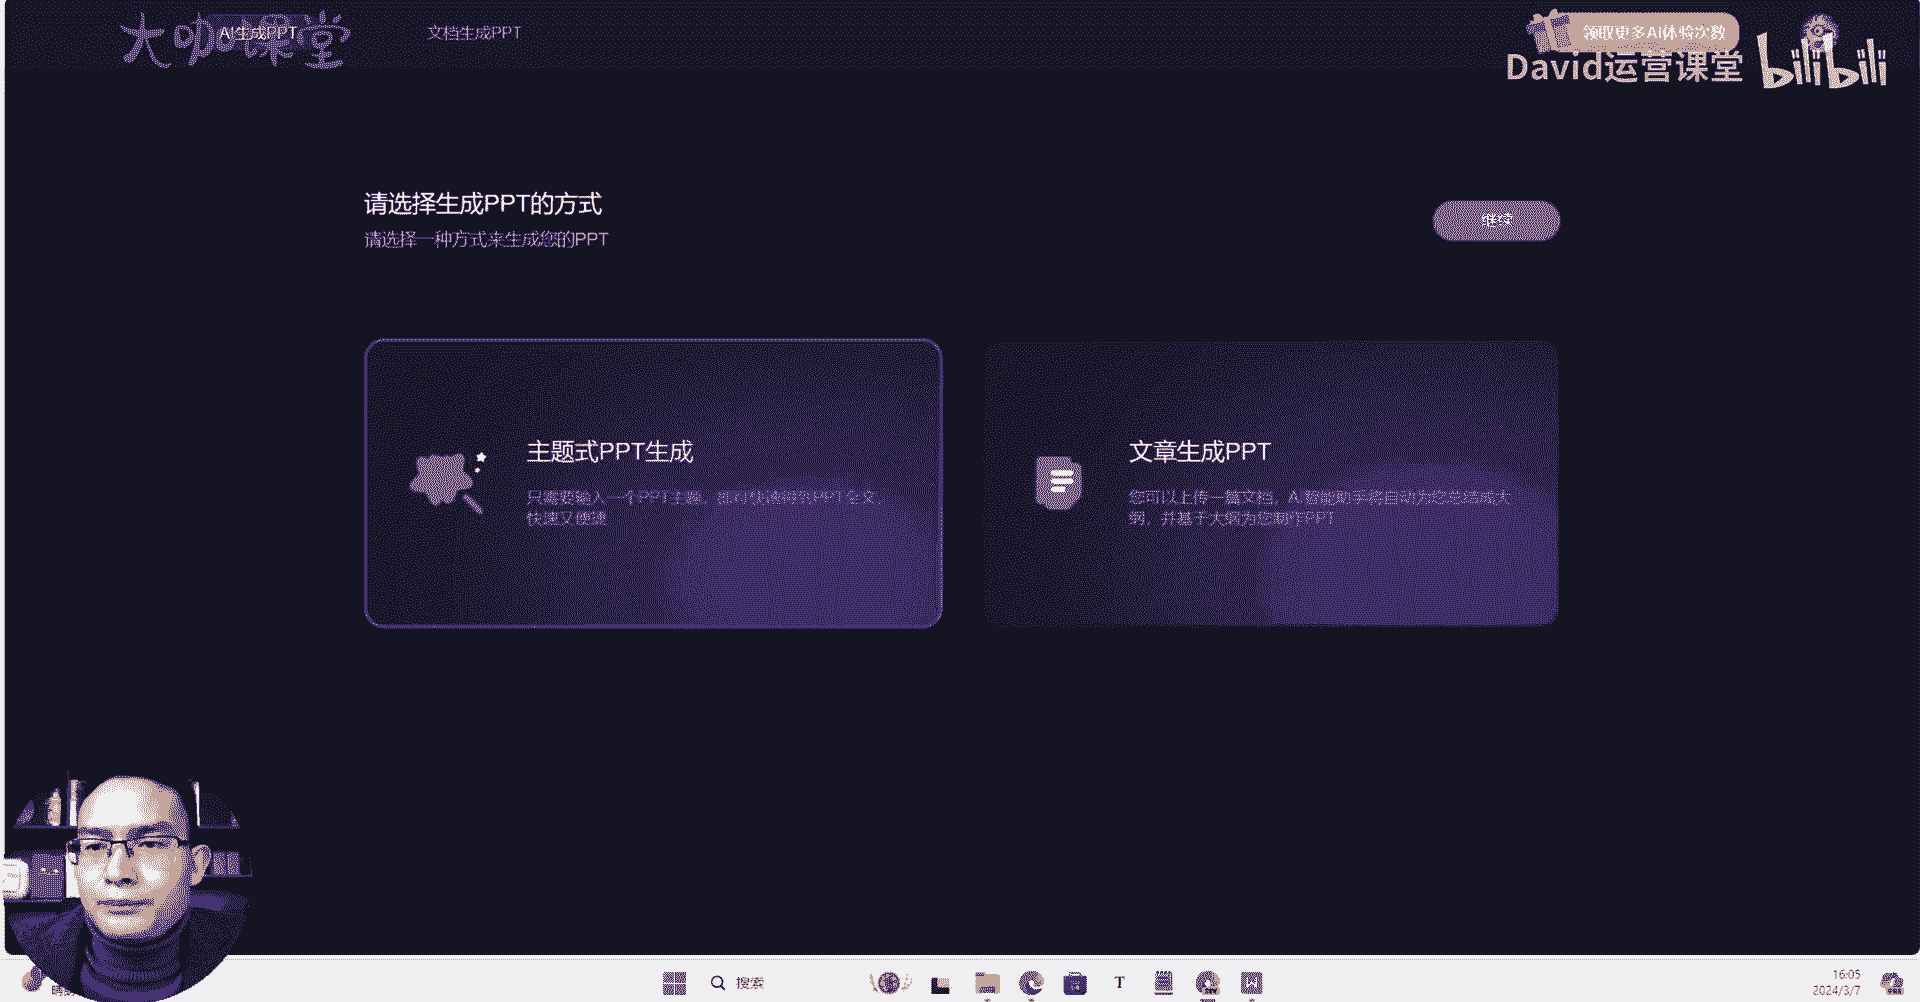 大咖课堂
AI生成PPT
文档生成PPT
领取更多AI体验次数
David运营课堂 bilibili
请选择生成PPT的方式
请选择一种方式来生成您的PPT
继续
主题式PPT生成
只需要输入一个PPT主题，即可快速得到PPT全文，
快速又便捷
文章生成PPT
您可以上传一篇文档，AI智能助手将自动为您总结成大
纲，并基于大纲为您制作PPT
搜索
16:05
2024/3/7